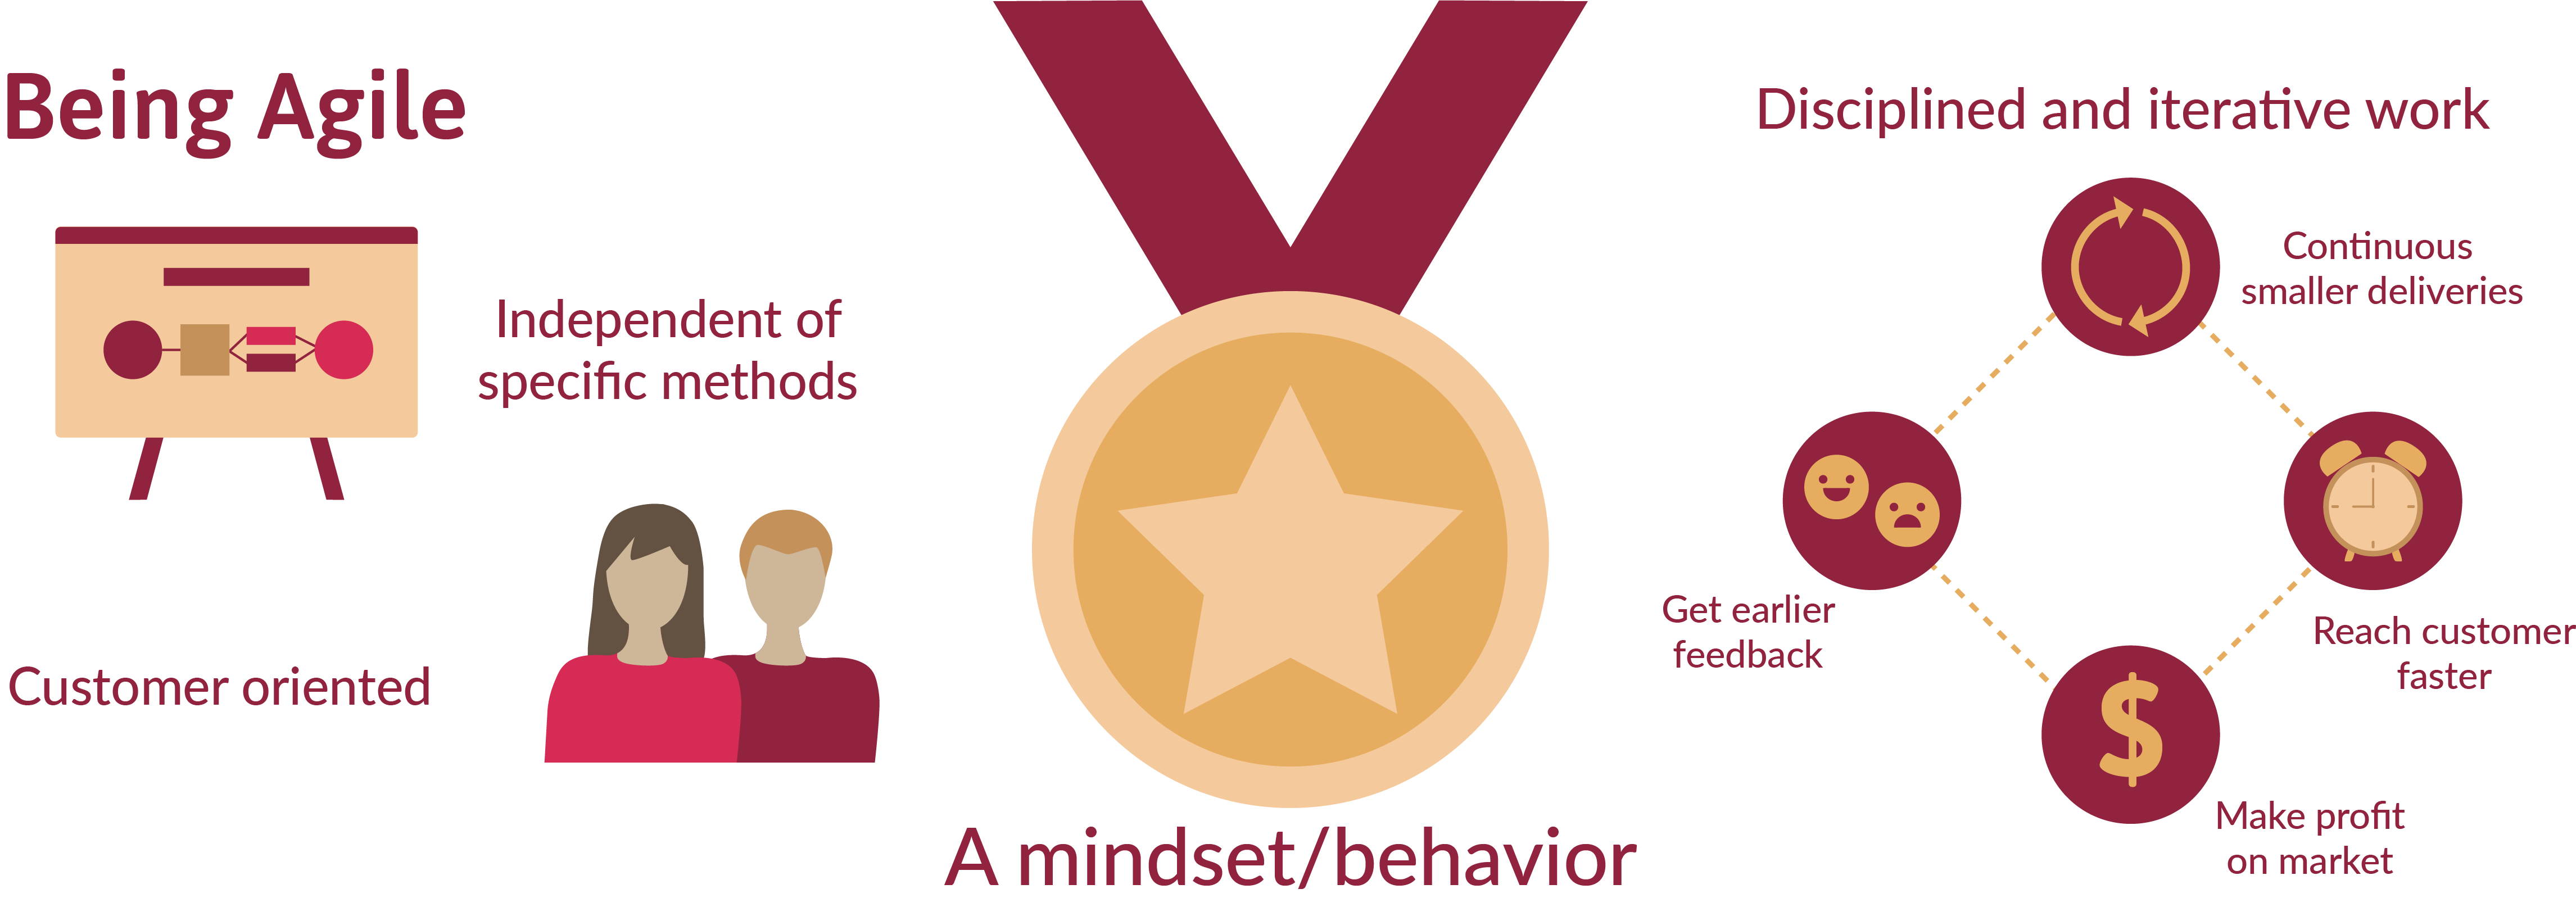 Being Agile
Independent of
specific methods
Customer oriented
A mindset/behavior
Disciplined and iterative work
Continuous
smaller deliveries
Reach customer
faster
Make profit
on market
Get earlier
feedback